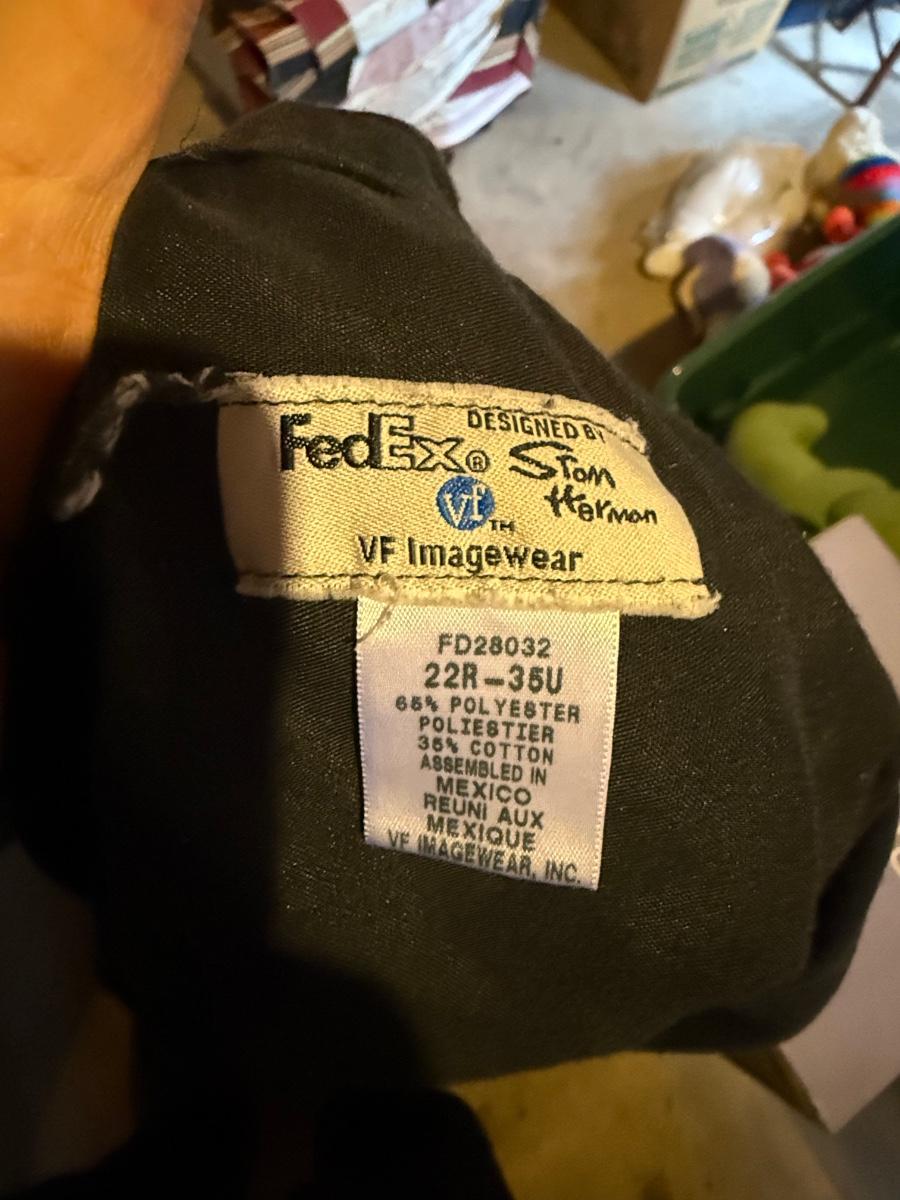 FedEx®
DESIGNED BY
Stan Herman
vf™
VF Imagewear
FD28032
22R-35U
65% POLYESTER
POLIESTIER
35% COTTON
ASSEMBLED IN
MEXICO
REUNI AUX
MEXIQUE
VF IMAGEWEAR, INC.